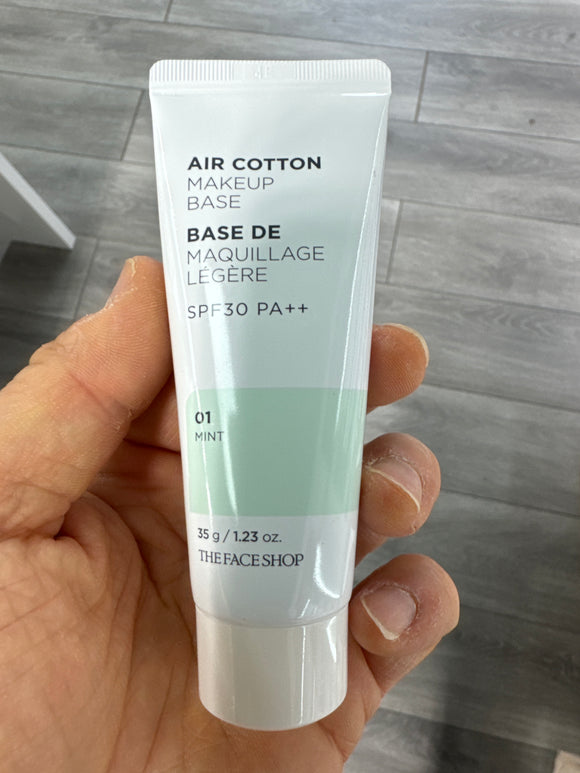 AIR COTTON
MAKEUP
BASE
BASE DE
MAQUILLAGE
LÉGÈRE
SPF30 PA++
01
MINT
35 g / 1.23 oz.
THE FACE SHOP